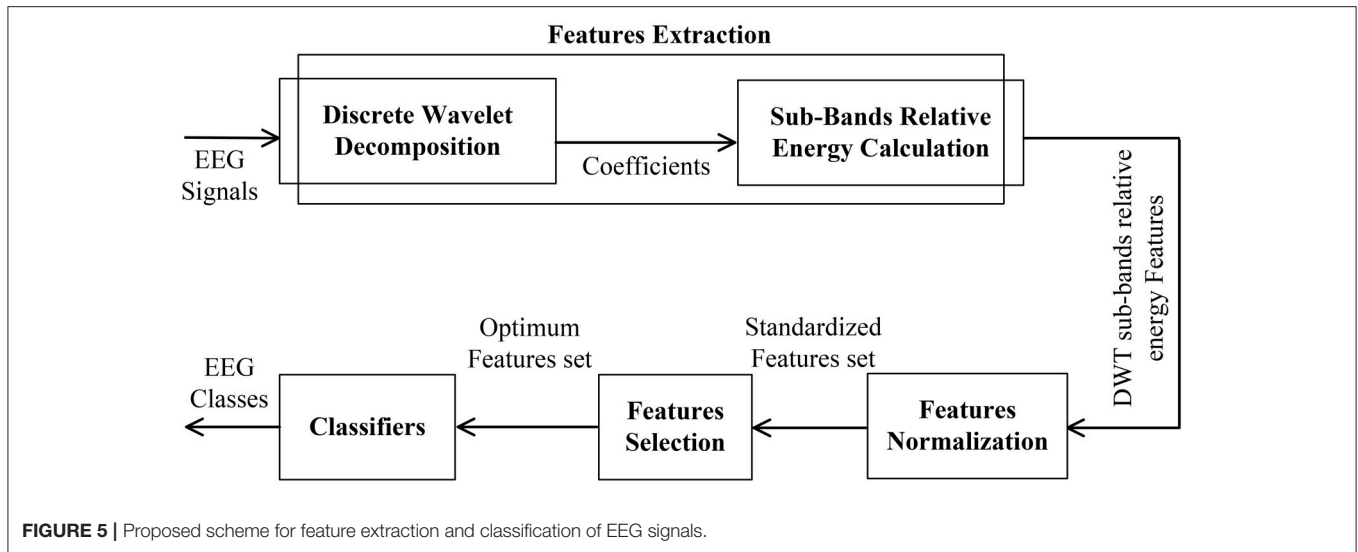 Features Extraction
Discrete Wavelet
Decomposition
Sub-Bands Relative
Energy Calculation
EEG
Signals
Coefficients
DWT sub-bands relative
energy Features
Optimum
Features set
Standardized
Features set
EEG
Classes
Classifiers
Features
Selection
Features
Normalization
FIGURE 5 | Proposed scheme for feature extraction and classification of EEG signals.